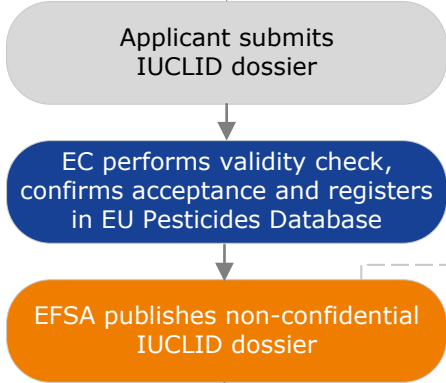 Applicant submits
IUCLID dossier
EC performs validity check,
confirms acceptance and registers
in EU Pesticides Database
EFSA publishes non-confidential
IUCLID dossier